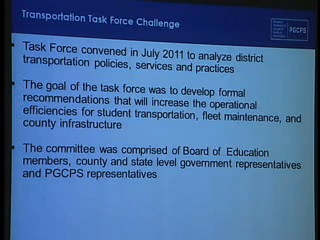 Transportation Task Force Challenge
PGCPS
• Task Force convened in July 2011 to analyze district
transportation policies, services and practices
• The goal of the task force was to develop formal
recommendations that will increase the operational
efficiencies for student transportation, fleet maintenance, and
county infrastructure
• The committee was comprised of Board of Education
members, county and state level government representatives
and PGCPS representatives